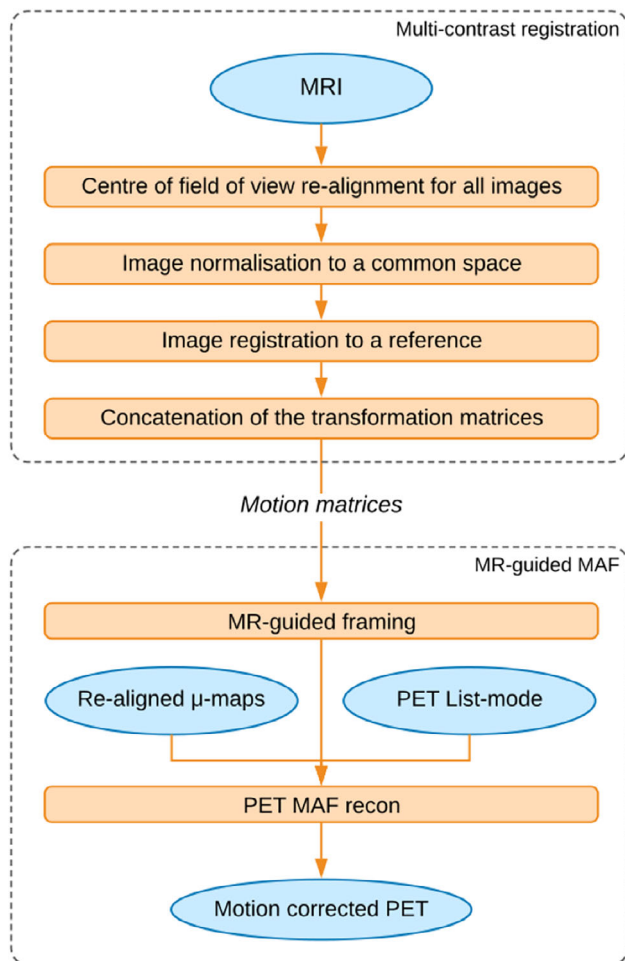 Multi-contrast registration
MRI
Centre of field of view re-alignment for all images
Image normalisation to a common space
Image registration to a reference
Concatenation of the transformation matrices
Motion matrices
MR-guided MAF
MR-guided framing
Re-aligned μ-maps
PET List-mode
PET MAF recon
Motion corrected PET